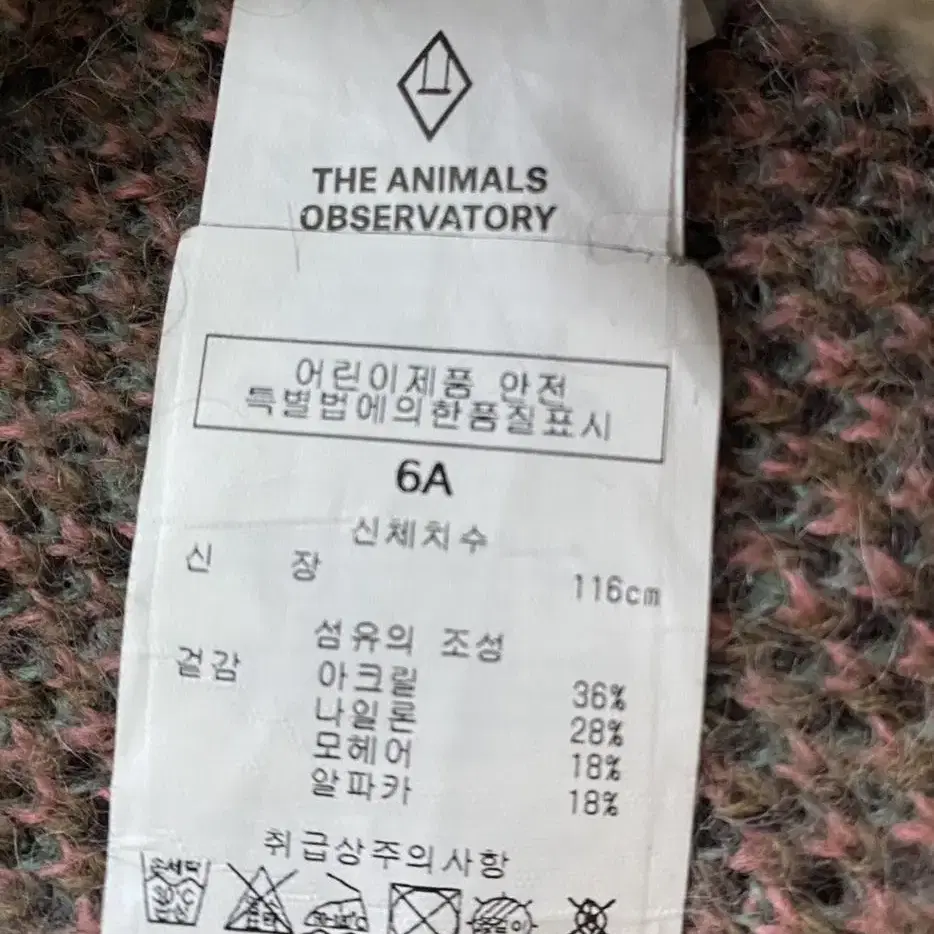 THE ANIMALS
OBSERVATORY
어린이제품 안전
특별법에의한품질표시
6A
신체치수
신 장 116cm
섬유의 조성
겉감 아크릴 36%
나일론 28%
모헤어 18%
알파카 18%
취급상주의사항